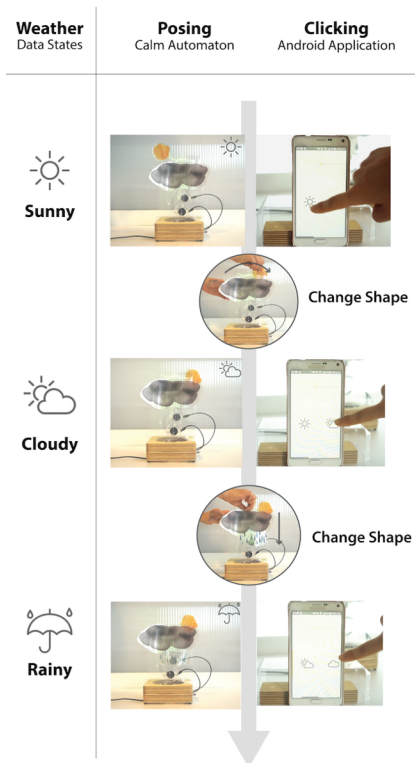 Weather
Data States
Posing
Calm Automaton
Clicking
Android Application
Sunny
Change Shape
Cloudy
Change Shape
Rainy